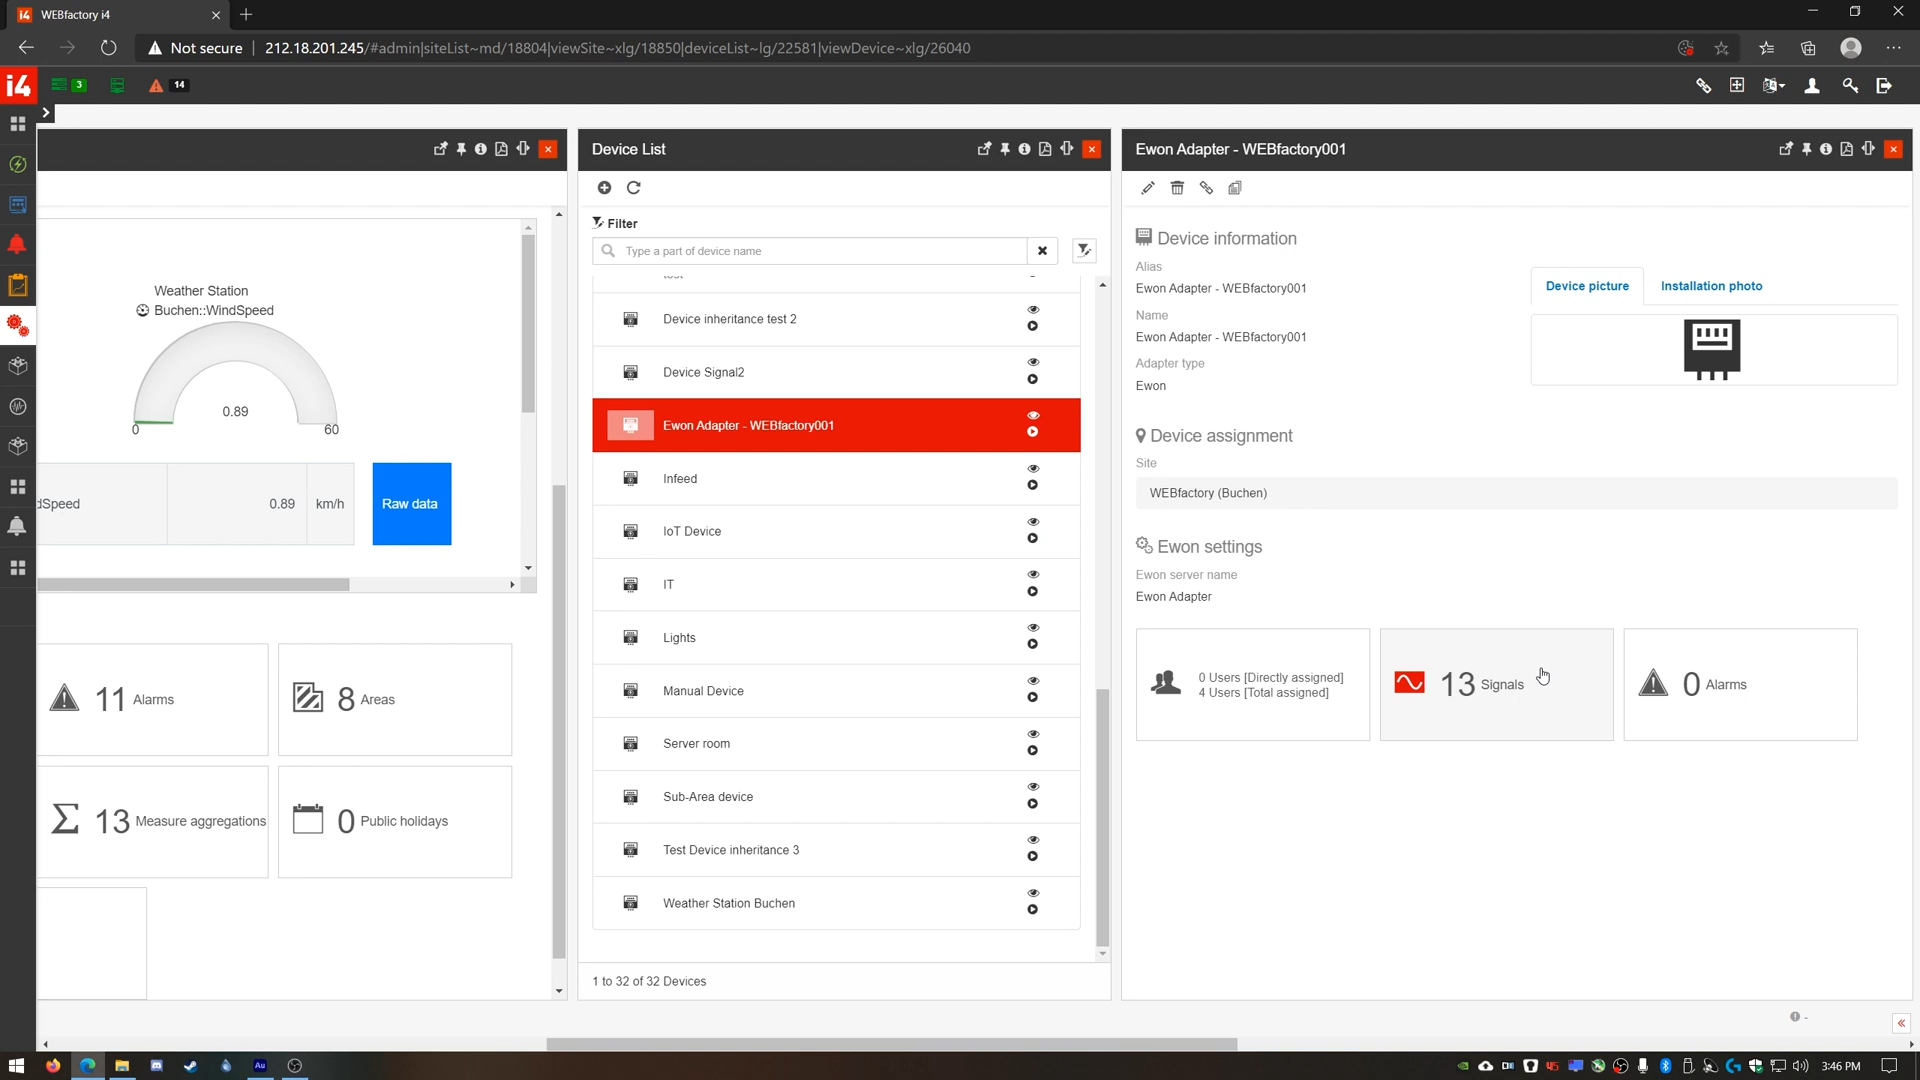 WEBfactory i4
Not secure
212.18.201.245/#admin|siteList~md/18804|viewSite~xlg/18850|deviceList~lg/22581|viewDevice~xlg/26040
i4
3
14
Weather Station
Buchen::WindSpeed
0.89
0
60
dSpeed
0.89
km/h
Raw data
11 Alarms
8 Areas
13 Measure aggregations
0 Public holidays
Device List
Filter
Type a part of device name
Device inheritance test 2
Device Signal2
Ewon Adapter - WEBfactory001
Infeed
IoT Device
IT
Lights
Manual Device
Server room
Sub-Area device
Test Device inheritance 3
Weather Station Buchen
1 to 32 of 32 Devices
Ewon Adapter - WEBfactory001
Device information
Alias
Ewon Adapter - WEBfactory001
Name
Ewon Adapter - WEBfactory001
Adapter type
Ewon
Device picture
Installation photo
Device assignment
Site
WEBfactory (Buchen)
Ewon settings
Ewon server name
Ewon Adapter
0 Users [Directly assigned]
4 Users [Total assigned]
13 Signals
0 Alarms
-
Au
3:46 PM